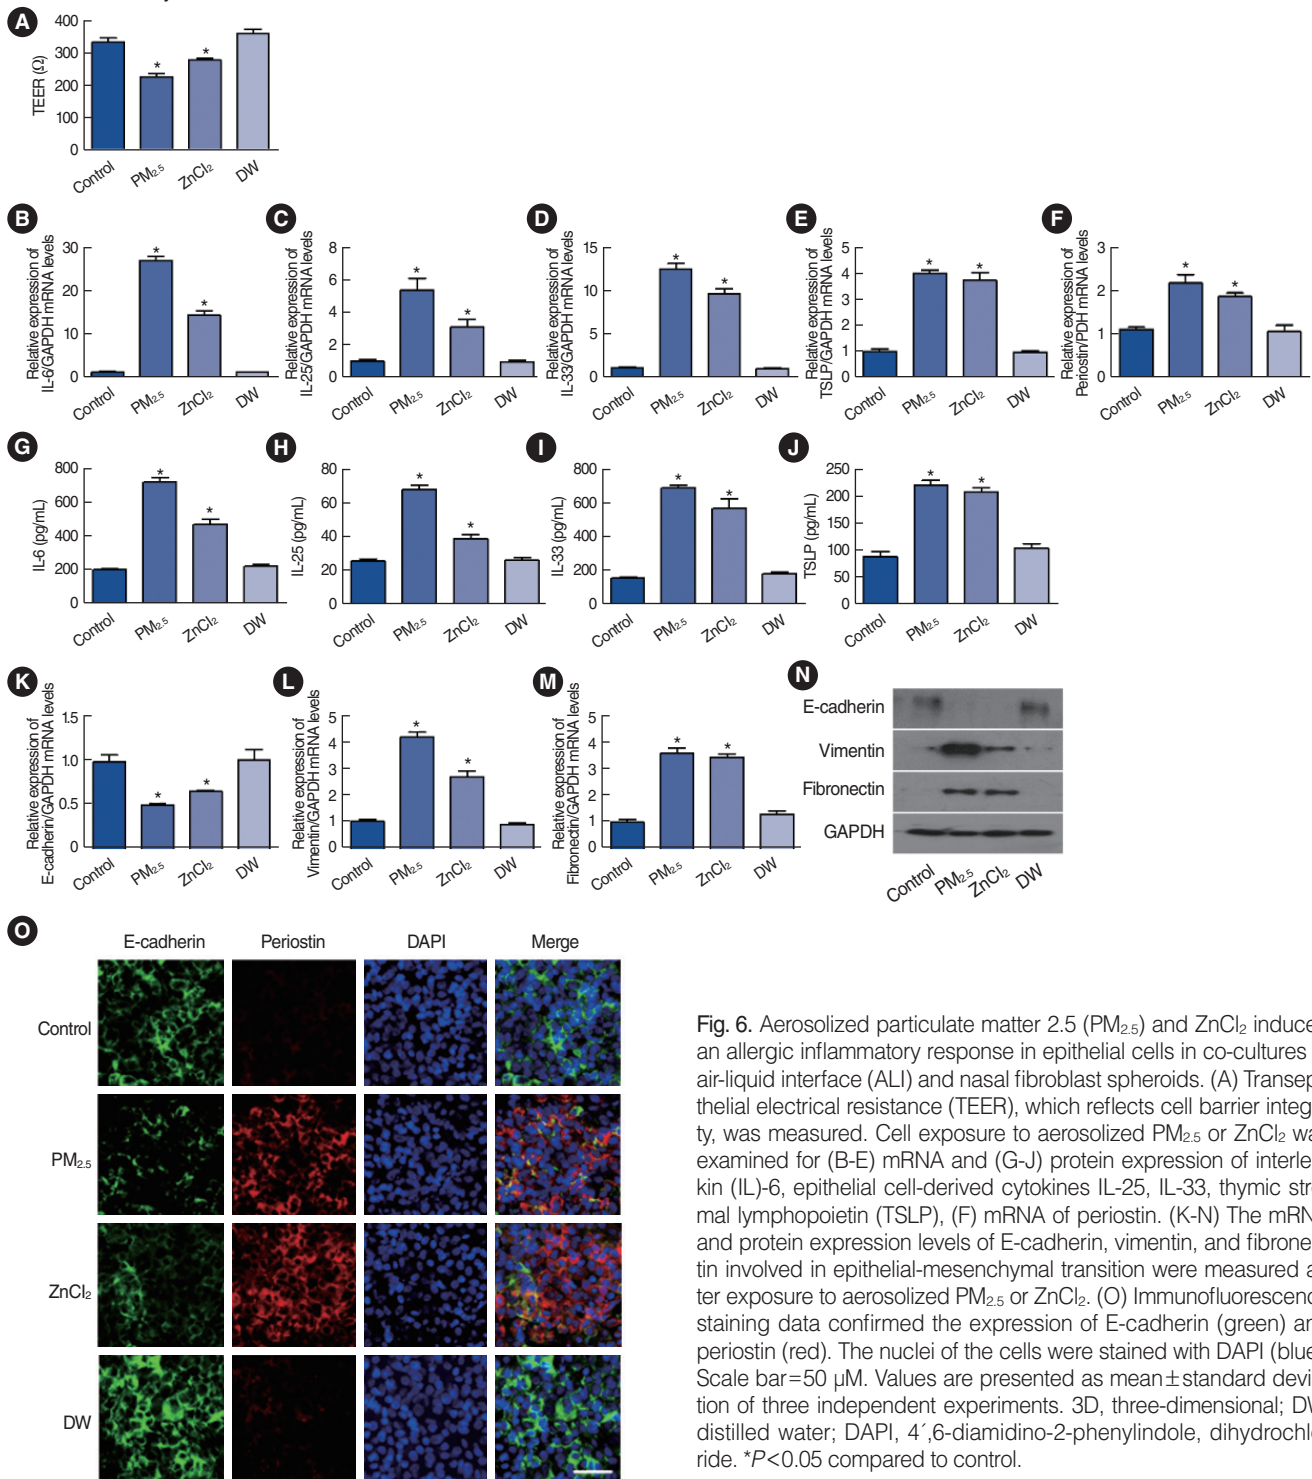 A
400
300
200
100
0
TEER (Ω)
*
*
Control
PM2.5
ZnCl2
DW
B
Relative expression of
IL-6/GAPDH mRNA levels
30
20
10
0
*
*
Control
PM2.5
ZnCl2
DW
C
Relative expression of
IL-25/GAPDH mRNA levels
8
6
4
2
0
*
*
Control
PM2.5
ZnCl2
DW
D
Relative expression of
IL-33/GAPDH mRNA levels
15
10
5
0
*
*
Control
PM2.5
ZnCl2
DW
E
Relative expression of
TSLP/GAPDH mRNA levels
5
4
3
2
1
0
*
*
Control
PM2.5
ZnCl2
DW
F
Relative expression of
Periostin/PDH mRNA levels
3
2
1
0
*
*
Control
PM2.5
ZnCl2
DW
G
IL-6 (pg/mL)
800
600
400
200
0
*
*
Control
PM2.5
ZnCl2
DW
H
IL-25 (pg/mL)
80
60
40
20
0
*
*
Control
PM2.5
ZnCl2
DW
I
IL-33 (pg/mL)
800
600
400
200
0
*
*
Control
PM2.5
ZnCl2
DW
J
TSLP (pg/mL)
250
200
150
100
50
0
*
*
Control
PM2.5
ZnCl2
DW
K
Relative expression of
E-cadherin/GAPDH mRNA levels
1.5
1.0
0.5
0
*
*
Control
PM2.5
ZnCl2
DW
L
Relative expression of
Vimentin/GAPDH mRNA levels
5
4
3
2
1
0
*
*
Control
PM2.5
ZnCl2
DW
M
Relative expression of
Fibronectin/GAPDH mRNA levels
5
4
3
2
1
0
*
*
Control
PM2.5
ZnCl2
DW
N
E-cadherin
Vimentin
Fibronectin
GAPDH
Control
PM2.5
ZnCl2
DW
O
E-cadherin Periostin DAPI Merge
Control
PM2.5
ZnCl2
DW
Fig. 6. Aerosolized particulate matter 2.5 (PM2.5) and ZnCl2 induce
an allergic inflammatory response in epithelial cells in co-cultures
air-liquid interface (ALI) and nasal fibroblast spheroids. (A) Transep
thelial electrical resistance (TEER), which reflects cell barrier integ
ty, was measured. Cell exposure to aerosolized PM2.5 or ZnCl2 wa
examined for (B-E) mRNA and (G-J) protein expression of interle
kin (IL)-6, epithelial cell-derived cytokines IL-25, IL-33, thymic stro
mal lymphopoietin (TSLP), (F) mRNA of periostin. (K-N) The mRN
and protein expression levels of E-cadherin, vimentin, and fibrone
tin involved in epithelial-mesenchymal transition were measured a
ter exposure to aerosolized PM2.5 or ZnCl2. (O) Immunofluorescenc
staining data confirmed the expression of E-cadherin (green) an
periostin (red). The nuclei of the cells were stained with DAPI (blue
Scale bar=50 μM. Values are presented as mean±standard devi
tion of three independent experiments. 3D, three-dimensional; DW
distilled water; DAPI, 4′,6-diamidino-2-phenylindole, dihydrochlo
ride. *P<0.05 compared to control.